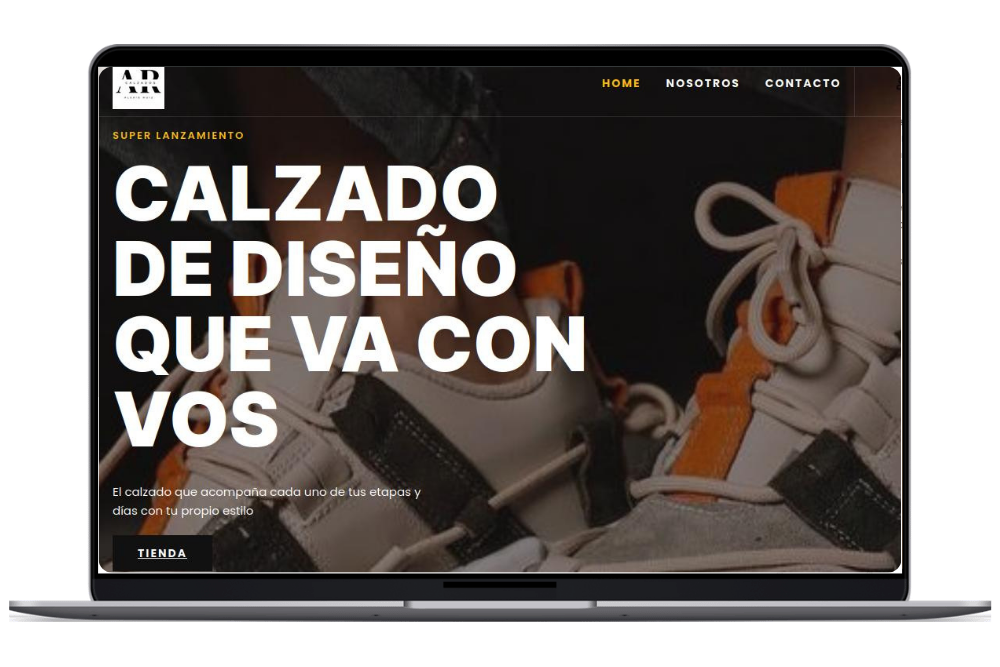 AR
HOME NOSOTROS CONTACTO
SUPER LANZAMIENTO
CALZADO
DE DISEÑO
QUE VA CON
VOS
El calzado que acompaña cada uno de tus etapas y
días con tu propio estilo
TIENDA